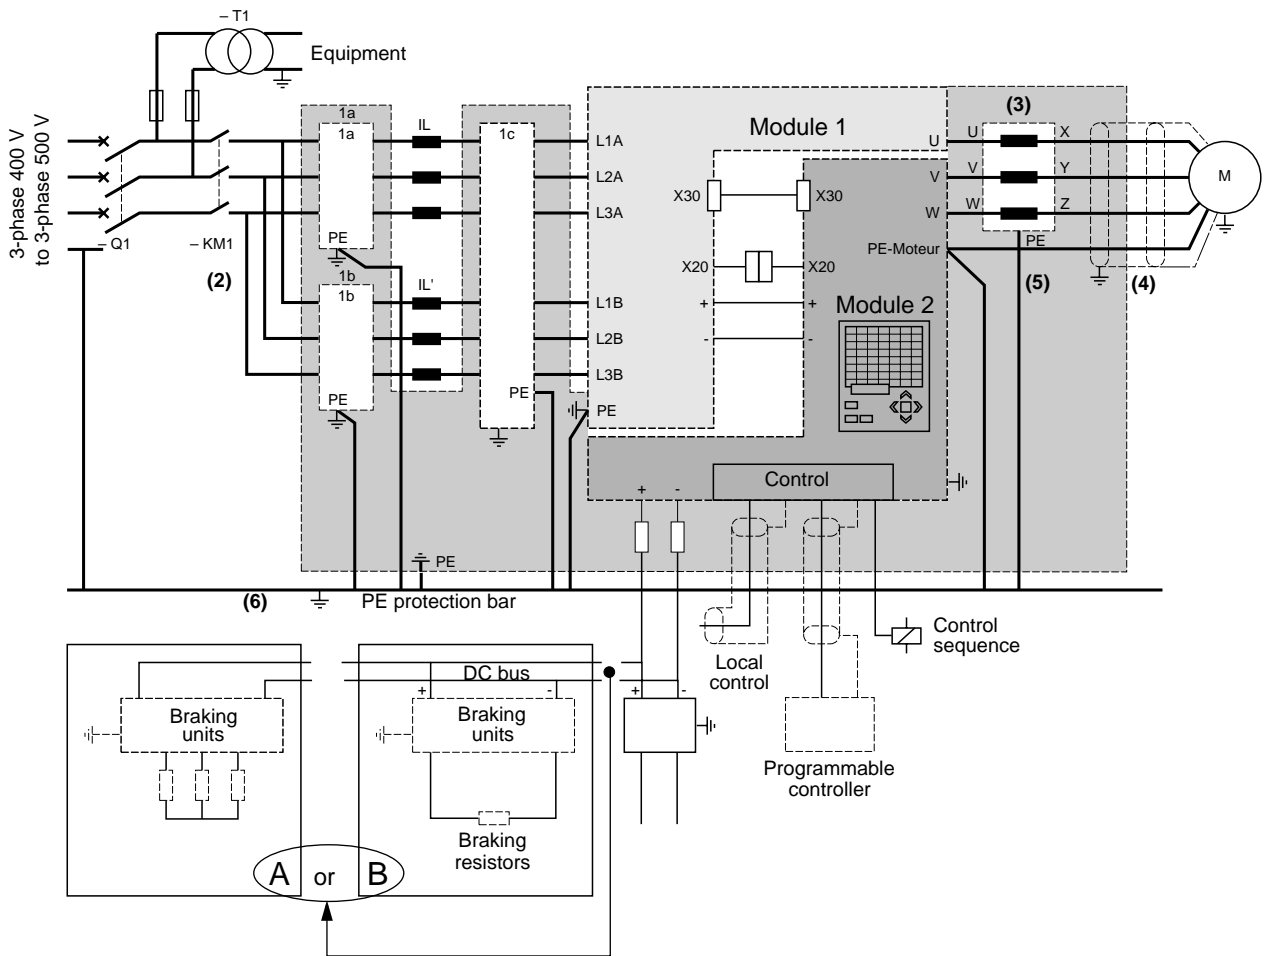 – T1
Equipment
3-phase 400 V
to 3-phase 500 V
– Q1
– KM1
(2)
1a
1a
PE
IL
1b
1b
PE
IL'
1c
PE
L1A
L2A
L3A
L1B
L2B
L3B
PE
Module 1
X30
X30
X20
X20
+
+
-
-
Module 2
U
V
W
PE-Moteur
(3)
U
X
V
Y
W
Z
PE
(5)
(4)
M
Control
+
-
PE
(6)
PE protection bar
DC bus
+
-
+
-
Braking
units
Braking
units
Braking
resistors
A or B
Local
control
Programmable
controller
Control
sequence